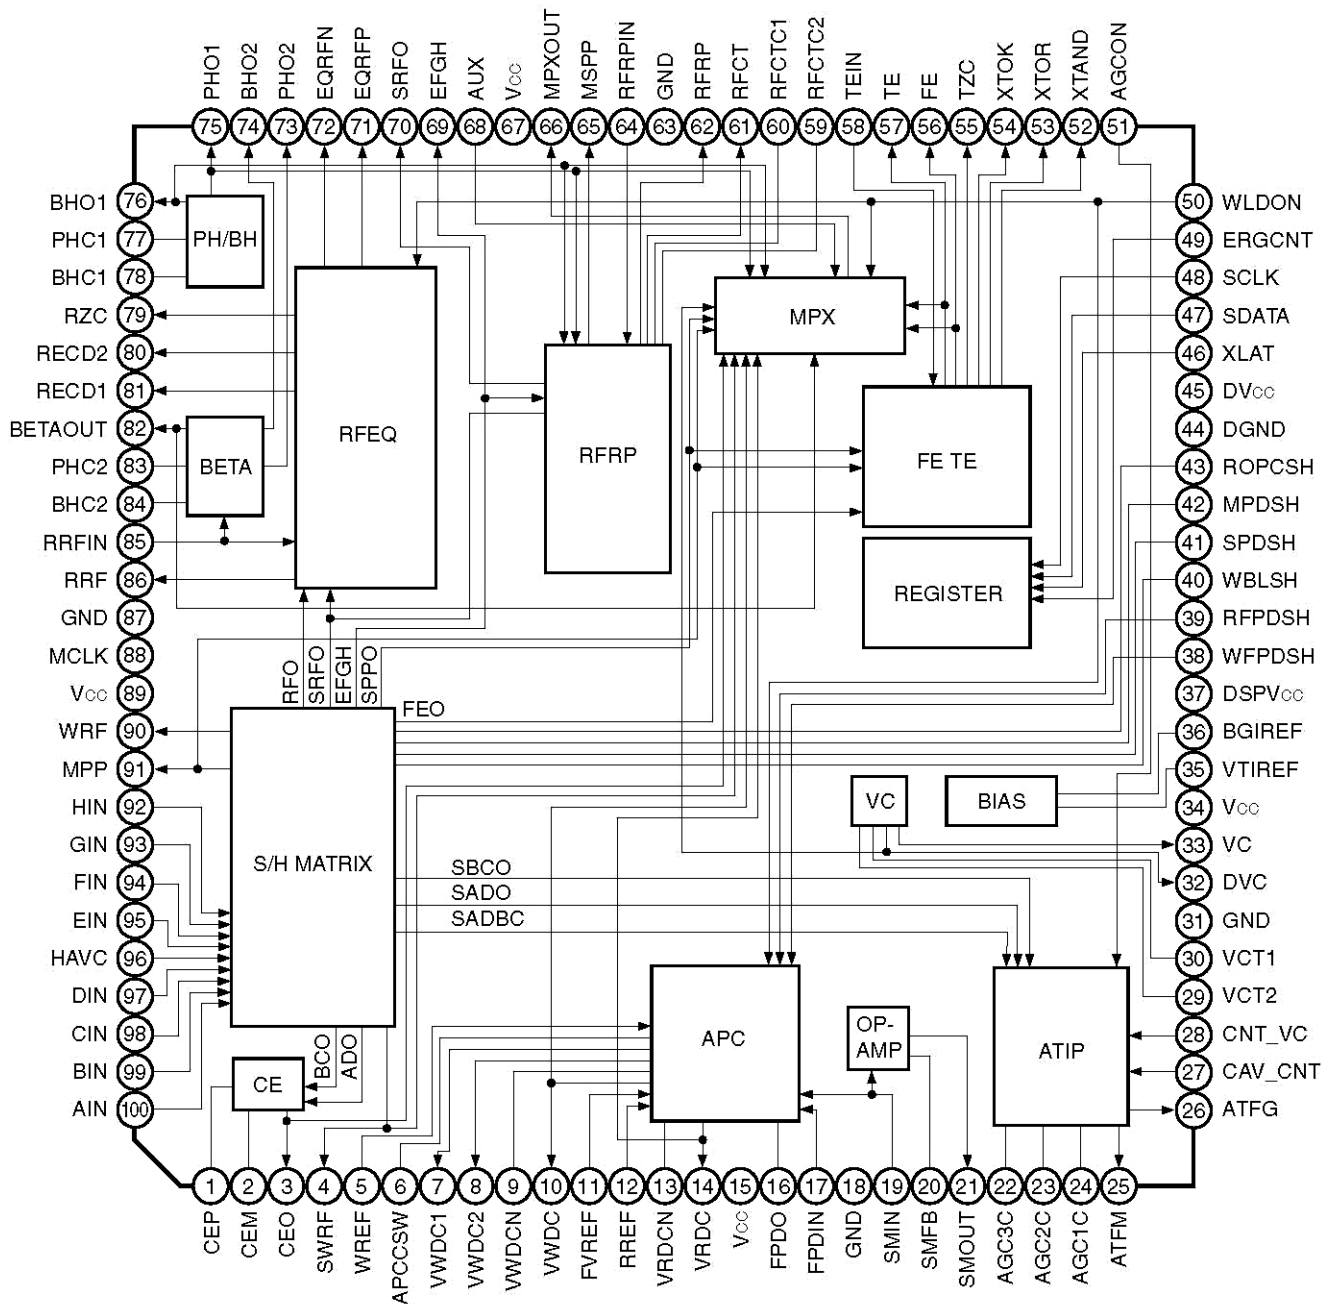 PHO1
BHO2
PHO2
EQRFN
EQRFP
SRFO
EFGH
AUX
Vcc
MPXOUT
MSPP
RFRPIN
GND
RFRP
RFCT
RFCTC1
RFCTC2
TEIN
TE
FE
TZC
XTOK
XTOR
XTAND
AGCON
75
74
73
72
71
70
69
68
67
66
65
64
63
62
61
60
59
58
57
56
55
54
53
52
51
BHO1 76
PHC1 77
BHC1 78
RZC 79
RECD2 80
RECD1 81
BETAOUT 82
PHC2 83
BHC2 84
RRFIN 85
RRF 86
GND 87
MCLK 88
Vcc 89
WRF 90
MPP 91
HIN 92
GIN 93
FIN 94
EIN 95
HAVC 96
DIN 97
CIN 98
BIN 99
AIN 100
PH/BH
BETA
RFEQ
RFRP
MPX
FE TE
REGISTER
RFO
SRFO
EFGH
SPPO
FEO
S/H MATRIX
SBCO
SADO
SADBC
VC
BIAS
BCO
ADO
CE
APC
OP-
AMP
ATIP
50 WLDON
49 ERGCNT
48 SCLK
47 SDATA
46 XLAT
45 DVcc
44 DGND
43 ROPCSH
42 MPDSH
41 SPDSH
40 WBLSH
39 RFPDSH
38 WFPDSH
37 DSPVcc
36 BGIREF
35 VTIREF
34 Vcc
33 VC
32 DVC
31 GND
30 VCT1
29 VCT2
28 CNT_VC
27 CAV_CNT
26 ATFG
1
2
3
4
5
6
7
8
9
10
11
12
13
14
15
16
17
18
19
20
21
22
23
24
25
CEP
CEM
CEO
SWRF
WREF
APCCSW
VWDC1
VWDC2
VWDCN
VWDC
FVREF
RREF
VRDCN
VRDC
Vcc
FPDO
FPDIN
GND
SMIN
SMFB
SMOUT
AGC3C
AGC2C
AGC1C
ATFM